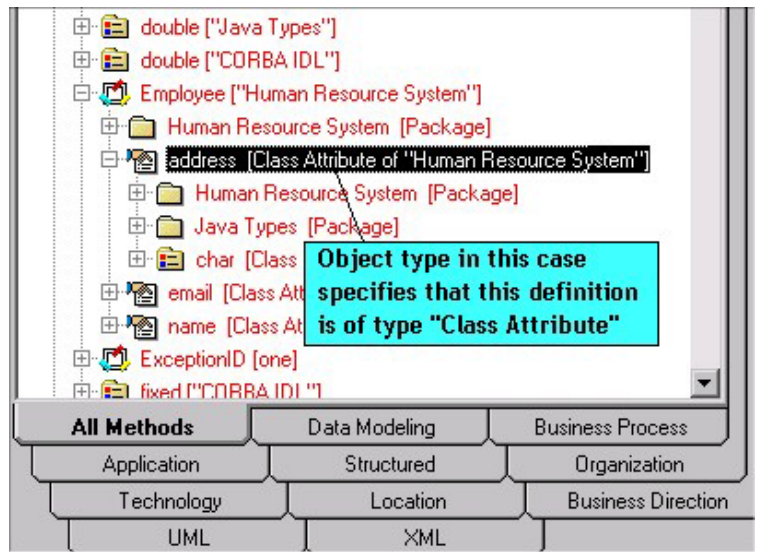 double ["Java Types"]
double ["CORBA IDL"]
Employee ["Human Resource System"]
Human Resource System [Package]
address [Class Attribute of "Human Resource System"]
Human Resource System [Package]
Java Types [Package]
char [Class
email [Class Att
name [Class At
Object type in this case
specifies that this definition
is of type "Class Attribute"
ExceptionID [one]
fixed ["CORBA IDL"]
All Methods Data Modeling Business Process
Application Structured Organization
Technology Location Business Direction
UML XML